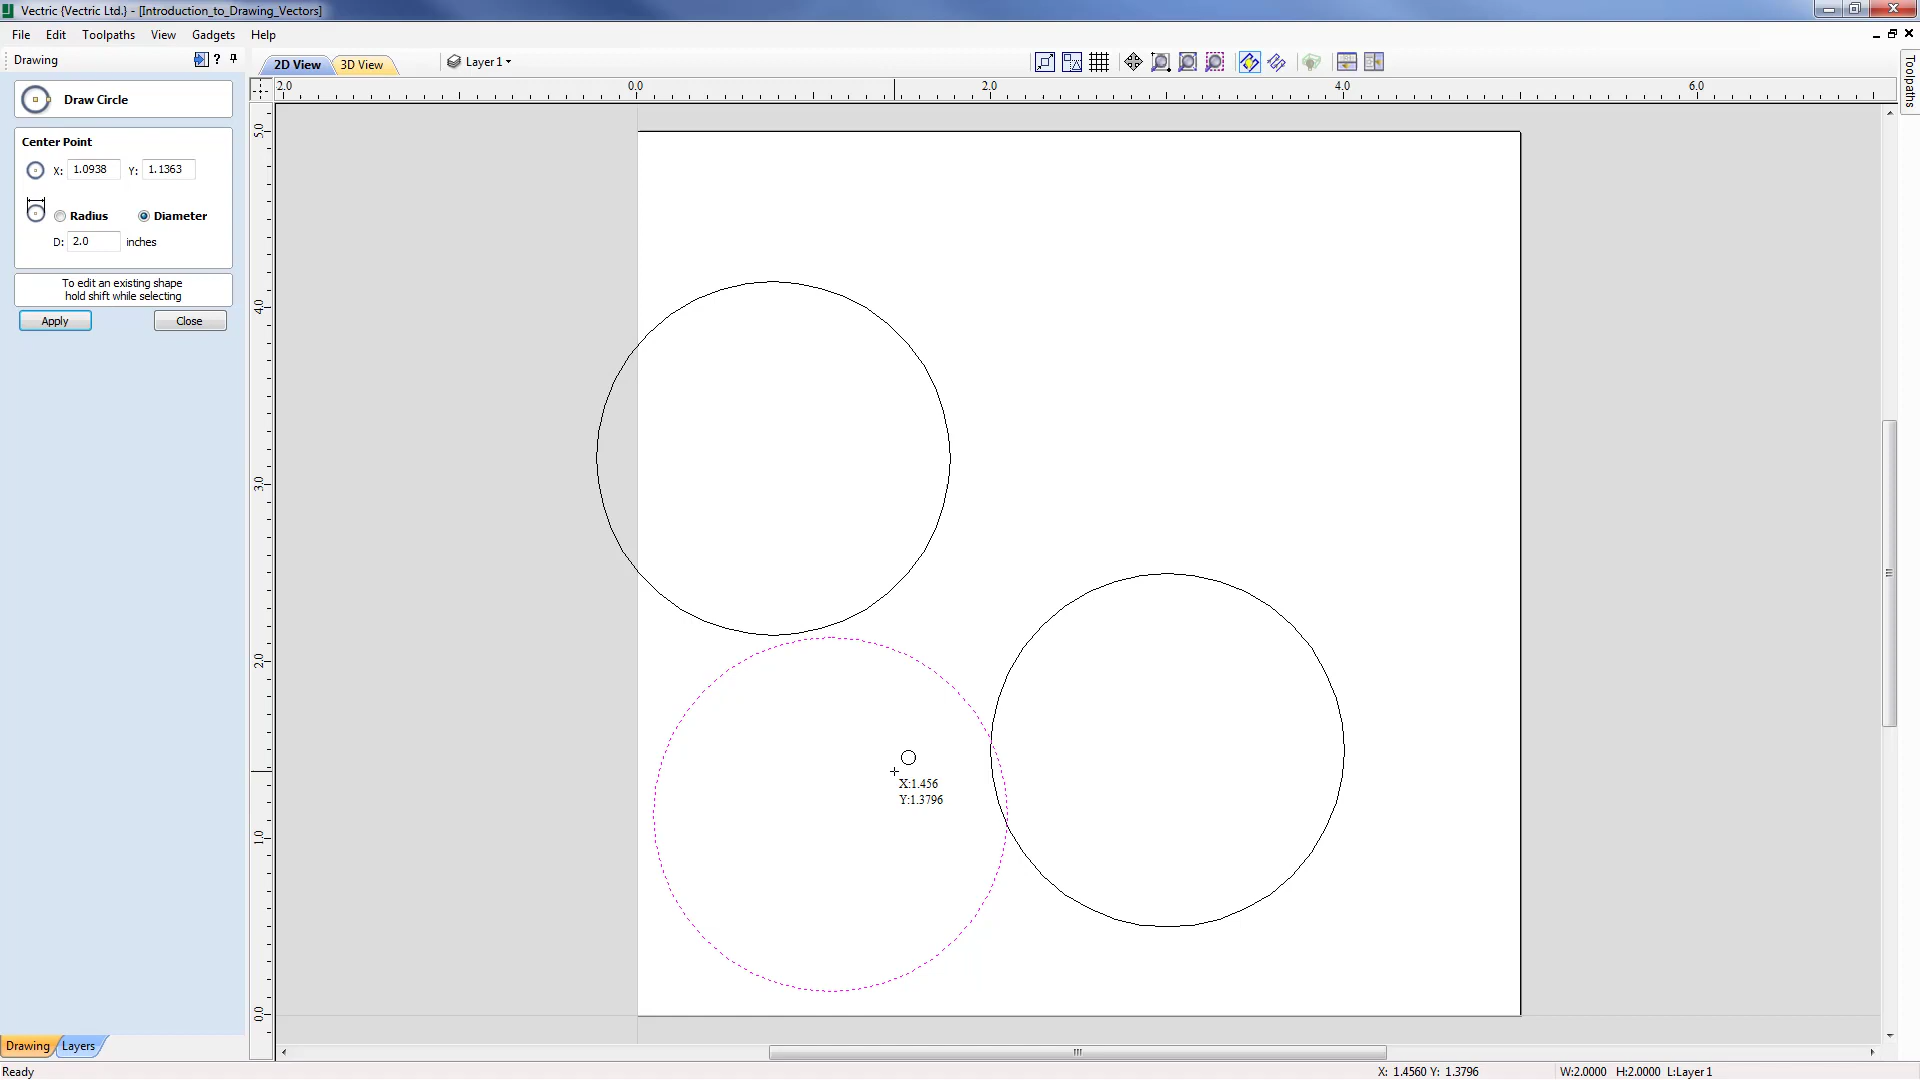 Vectric {Vectric Ltd.} - [Introduction_to_Drawing_Vectors]
File Edit Toolpaths View Gadgets Help
Drawing ?
2D View 3D View Layer 1
Toolpaths
Draw Circle
Center Point
X: 1.0938 Y: 1.1363
Radius Diameter
D: 2.0 inches
To edit an existing shape
hold shift while selecting
Apply Close
2.0 0.0 2.0 4.0 6.0
5.0
4.0
3.0
2.0
1.0
0.0
X:1.456
Y:1.3796
Drawing Layers
Ready X: 1.4560 Y: 1.3796 W:2.0000 H:2.0000 L:Layer 1